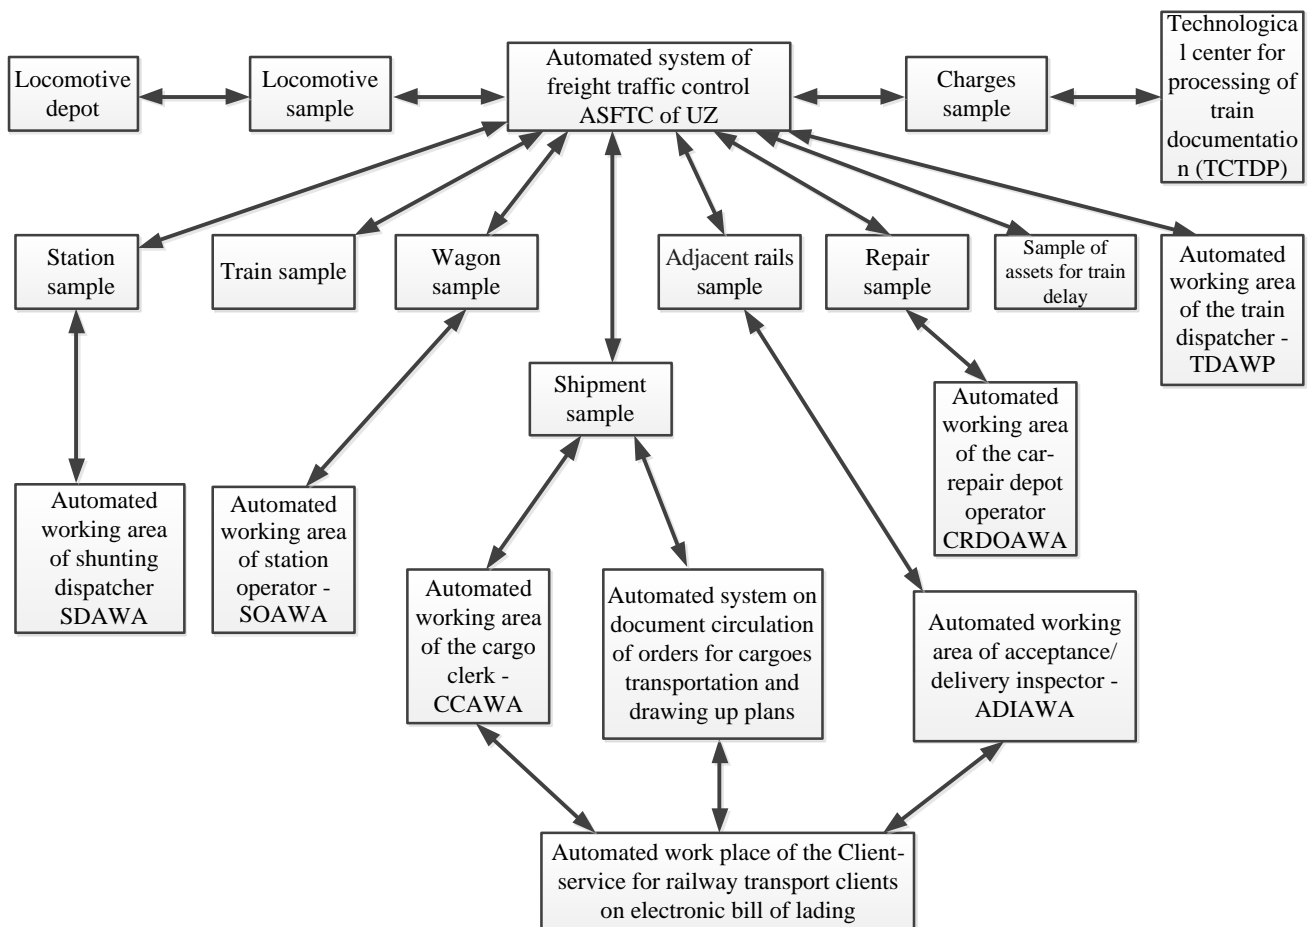 Locomotive
depot
Locomotive
sample
Automated system of
freight traffic control
ASFTC of UZ
Charges
sample
Technologica
l center for
processing of
train
documentatio
n (TCTDP)
Station
sample
Train sample
Wagon
sample
Adjacent rails
sample
Repair
sample
Sample of
assets for train
delay
Automated
working area
of the train
dispatcher -
TDAWP
Shipment
sample
Automated
working area
of the car-
repair depot
operator
CRDOAWA
Automated
working area
of shunting
dispatcher
SDAWA
Automated
working area
of station
operator -
SOAWA
Automated
working area
of the cargo
clerk -
CCAWA
Automated system on
document circulation
of orders for cargoes
transportation and
drawing up plans
Automated working
area of acceptance/
delivery inspector -
ADIAWA
Automated work place of the Client-
service for railway transport clients
on electronic bill of lading